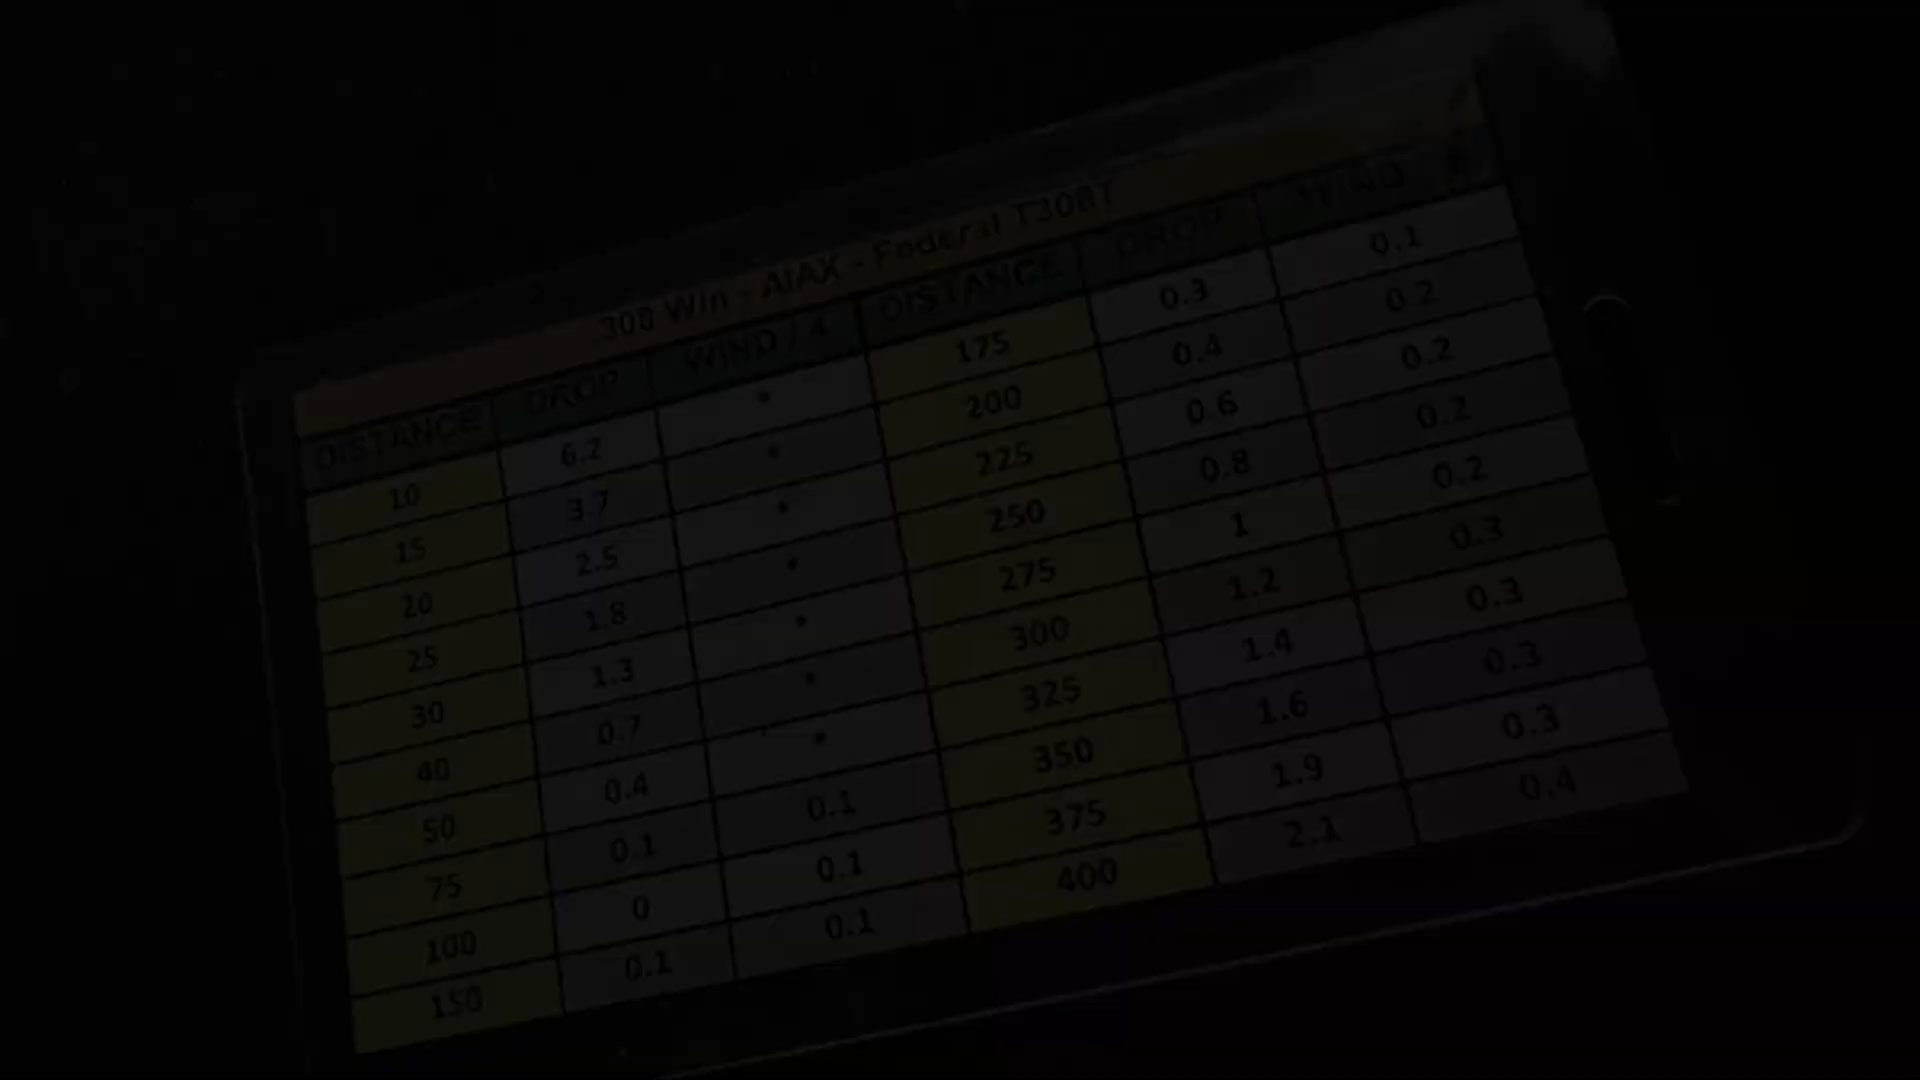 308 Win - AIAX - Federal T308T
DISTANCE DROP WIND / 4 DISTANCE DROP WIND
10 6.2 * 175 0.3 0.1
15 3.7 * 200 0.4 0.2
20 2.5 * 225 0.6 0.2
25 1.8 * 250 0.8 0.2
30 1.3 * 275 1 0.2
40 0.7 * 300 1.2 0.3
50 0.4 * 325 1.4 0.3
75 0.1 0.1 350 1.6 0.3
100 0 0.1 375 1.9 0.3
150 0.1 0.1 400 2.1 0.4